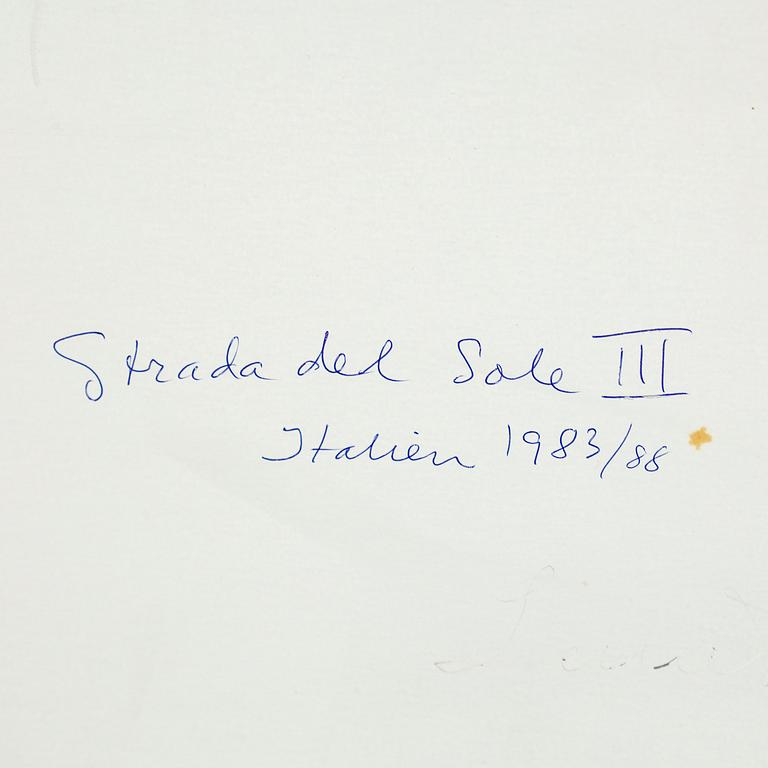 Strada del Sole III
Italien 1983/88